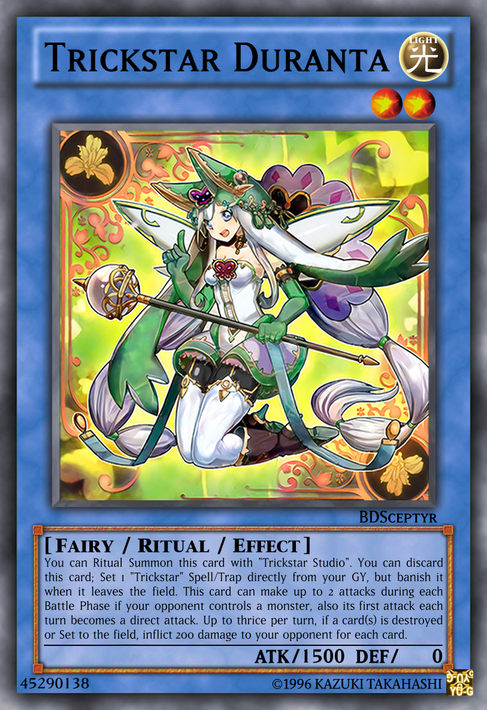 TRICKSTAR DURANTA
LIGHT
光
BDSCEPTYR
[ FAIRY / RITUAL / EFFECT ]
You can Ritual Summon this card with "Trickstar Studio". You can discard
this card; Set 1 "Trickstar" Spell/Trap directly from your GY, but banish it
when it leaves the field. This card can make up to 2 attacks during each
Battle Phase if your opponent controls a monster, also its first attack each
turn becomes a direct attack. Up to thrice per turn, if a card(s) is destroyed
or Set to the field, inflict 200 damage to your opponent for each card.
ATK/1500 DEF/ 0
45290138
©1996 KAZUKI TAKAHASHI